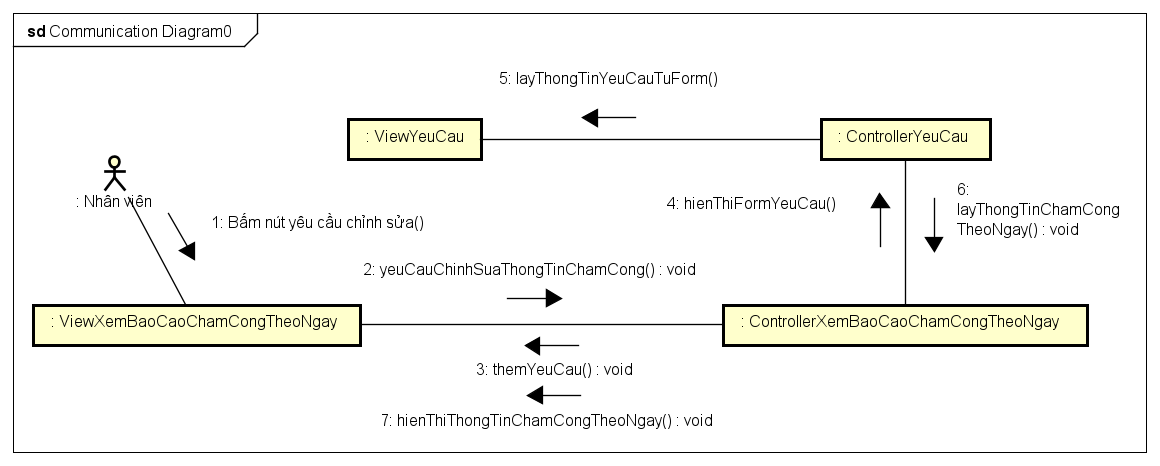 sd Communication Diagram0
5: layThongTinYeuCauTuForm()
: ViewYeuCau
: ControllerYeuCau
: Nhân viên
1: Bấm nút yêu cầu chỉnh sửa()
4: hienThiFormYeuCau()
6:
layThongTinChamCong
TheoNgay() : void
2: yeuCauChinhSuaThongTinChamCong() : void
: ViewXemBaoCaoChamCongTheoNgay
: ControllerXemBaoCaoChamCongTheoNgay
3: themYeuCau() : void
7: hienThiThongTinChamCongTheoNgay() : void